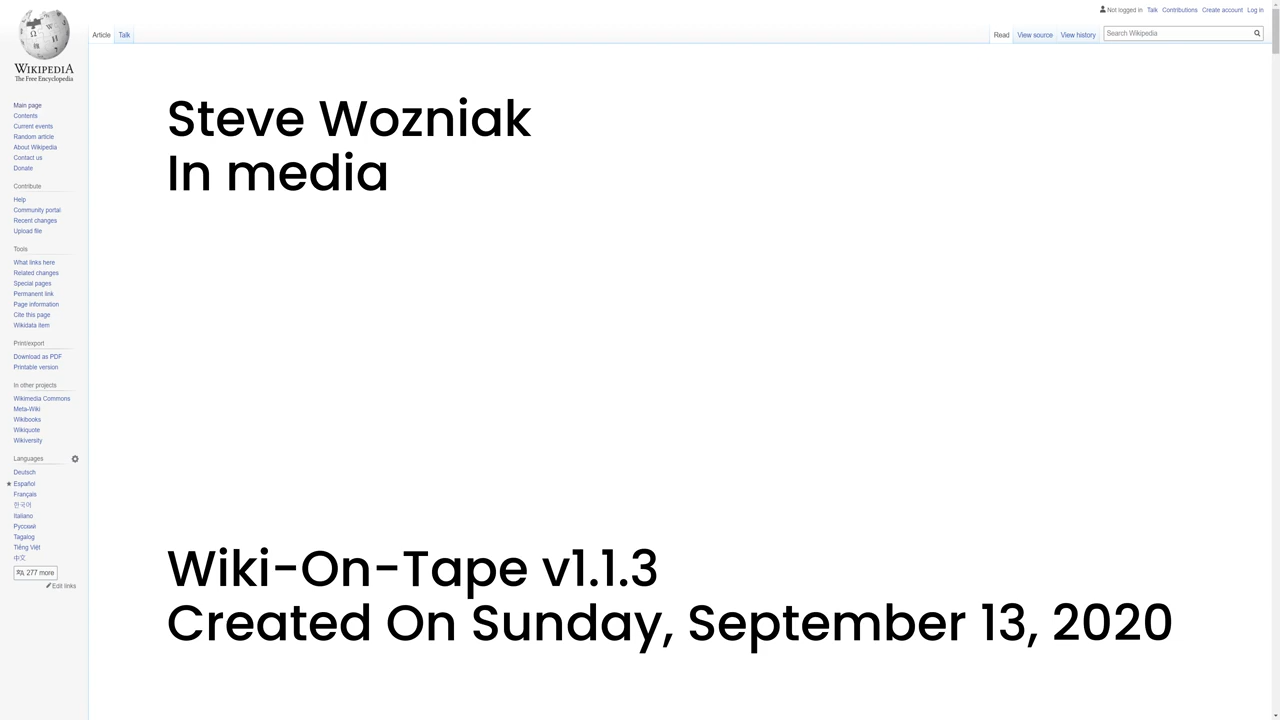 Not logged in Talk Contributions Create account Log in
Article Talk Read View source View history Search Wikipedia
WIKIPEDIA
The Free Encyclopedia
Main page
Contents
Current events
Random article
About Wikipedia
Contact us
Donate
Contribute
Help
Community portal
Recent changes
Upload file
Tools
What links here
Related changes
Special pages
Permanent link
Page information
Cite this page
Wikidata item
Print/export
Download as PDF
Printable version
In other projects
Wikimedia Commons
Meta-Wiki
Wikibooks
Wikiquote
Wikiversity
Languages
Deutsch
Español
Français
한국어
Italiano
Русский
Tagalog
Tiếng Việt
中文
277 more
Edit links
Steve Wozniak
In media
Wiki-On-Tape v1.1.3
Created On Sunday, September 13, 2020